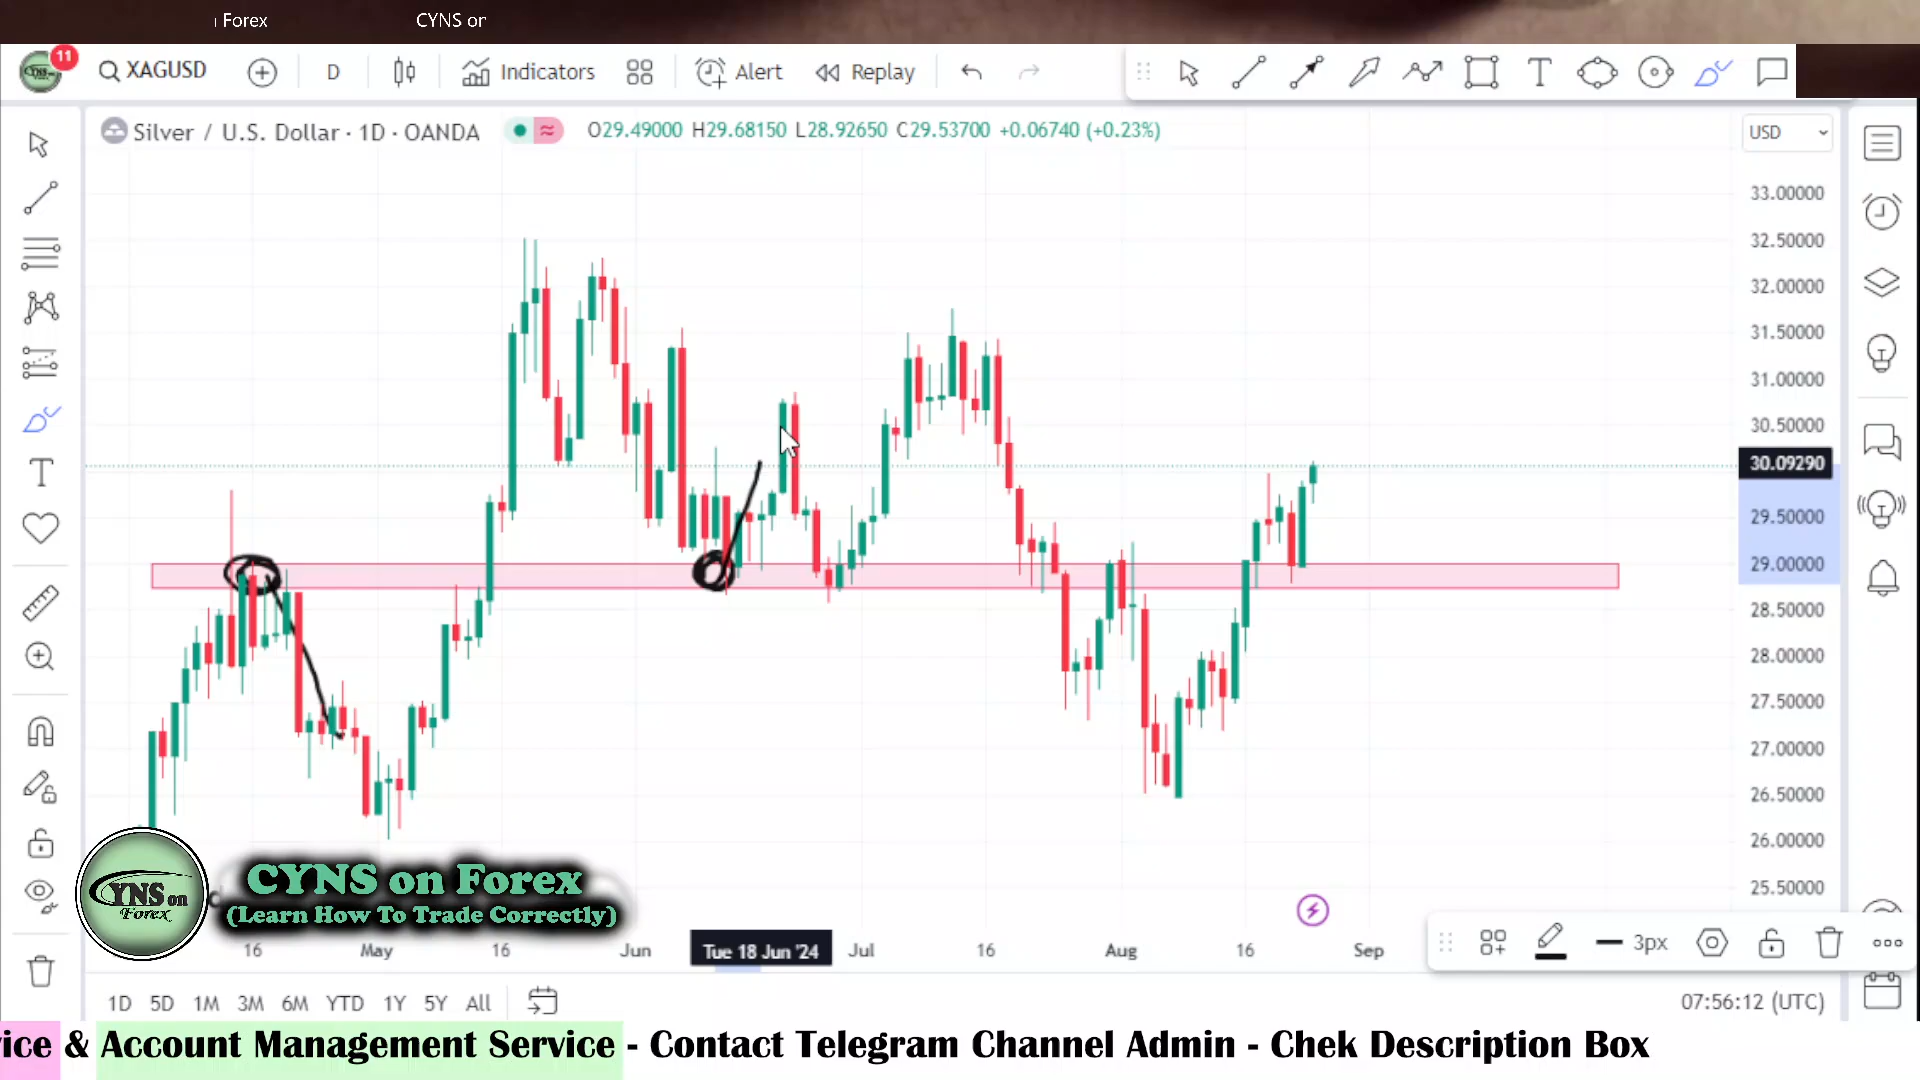 Forex CYNS or
11
XAGUSD D Indicators Alert Replay
Silver / U.S. Dollar · 1D · OANDA O29.49000 H29.68150 L28.92650 C29.53700 +0.06740 (+0.23%)
USD
33.00000
32.50000
32.00000
31.50000
31.00000
30.50000
30.09290
29.50000
29.00000
28.50000
28.00000
27.50000
27.00000
26.50000
26.00000
25.50000
CYNS on Forex
(Learn How To Trade Correctly)
YNS on
Forex
16 May 16 Jun Tue 18 Jun '24 Jul 16 Aug 16 Sep
3px
1D 5D 1M 3M 6M YTD 1Y 5Y All
07:56:12 (UTC)
ice & Account Management Service - Contact Telegram Channel Admin - Chek Description Box